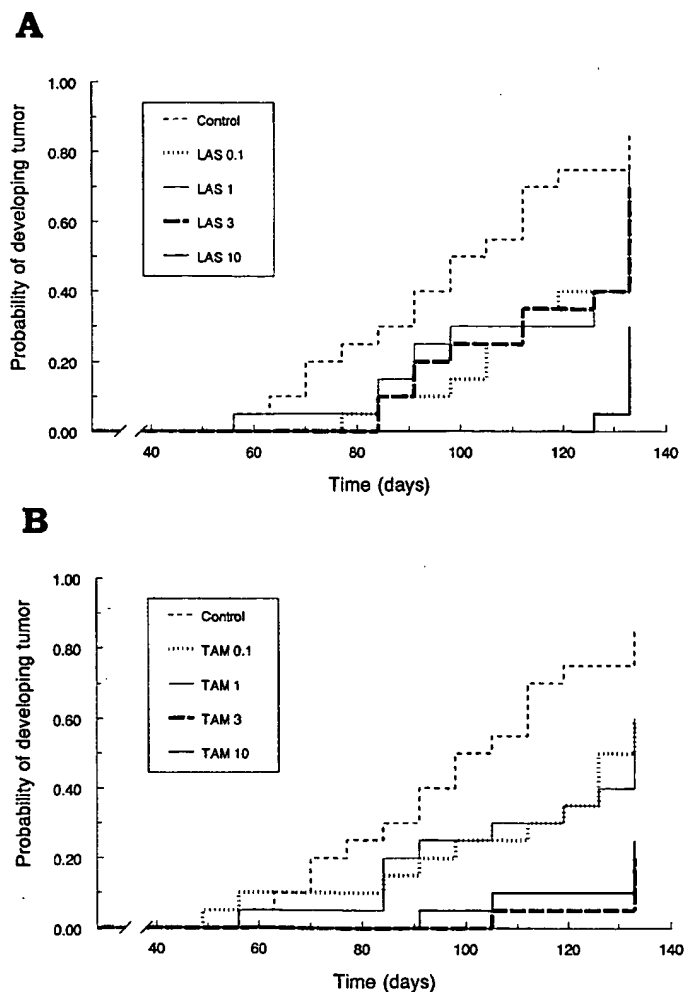 A
Probability of developing tumor
1.00
0.80
0.60
0.40
0.20
0.00
Control
LAS 0.1
LAS 1
LAS 3
LAS 10
40 60 80 100 120 140
Time (days)
B
Probability of developing tumor
1.00
0.80
0.60
0.40
0.20
0.00
Control
TAM 0.1
TAM 1
TAM 3
TAM 10
40 60 80 100 120 140
Time (days)